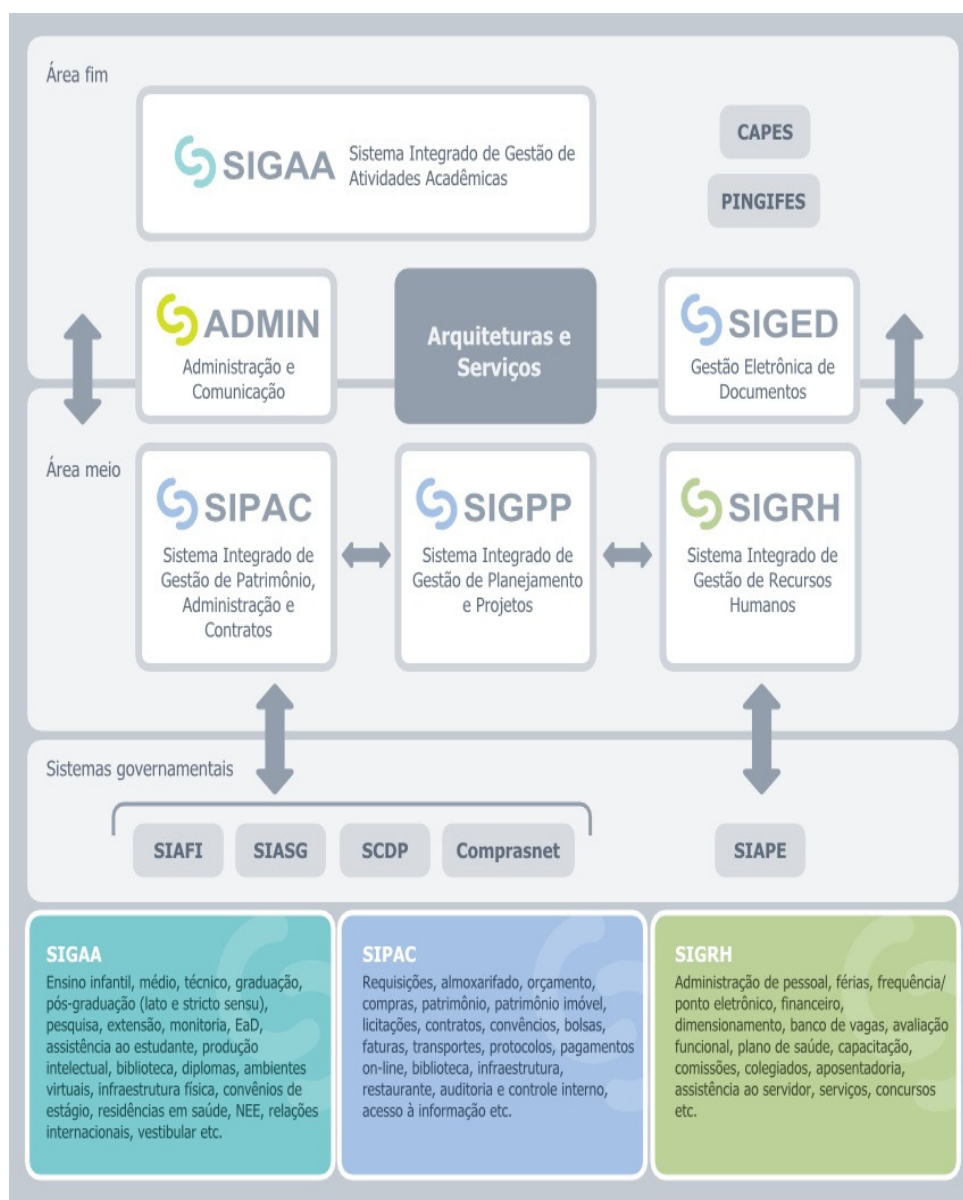 Área fim
SIGAA
Sistema Integrado de Gestão de
Atividades Acadêmicas
CAPES
PINGIFES
ADMIN
Administração e
Comunicação
Arquiteturas e
Serviços
SIGED
Gestão Eletrônica de
Documentos
Área meio
SIPAC
Sistema Integrado de
Gestão de Patrimônio,
Administração e
Contratos
SIGPP
Sistema Integrado de
Gestão de Planejamento
e Projetos
SIGRH
Sistema Integrado de
Gestão de Recursos
Humanos
Sistemas governamentais
SIAFI
SIASG
SCDP
Comprasnet
SIAPE
SIGAA
Ensino infantil, médio, técnico, graduação,
pós-graduação (lato e stricto sensu),
pesquisa, extensão, monitoria, EaD,
assistência ao estudante, produção
intelectual, biblioteca, diplomas, ambientes
virtuais, infraestrutura física, convênios de
estágio, residências em saúde, NEE, relações
internacionais, vestibular etc.
SIPAC
Requisições, almoxarifado, orçamento,
compras, patrimônio, patrimônio imóvel,
licitações, contratos, convêncios, bolsas,
faturas, transportes, protocolos, pagamentos
on-line, biblioteca, infraestrutura,
restaurante, auditoria e controle interno,
acesso à informação etc.
SIGRH
Administração de pessoal, férias, frequência/
ponto eletrônico, financeiro,
dimensionamento, banco de vagas, avaliação
funcional, plano de saúde, capacitação,
comissões, colegiados, aposentadoria,
assistência ao servidor, serviços, concursos
etc.